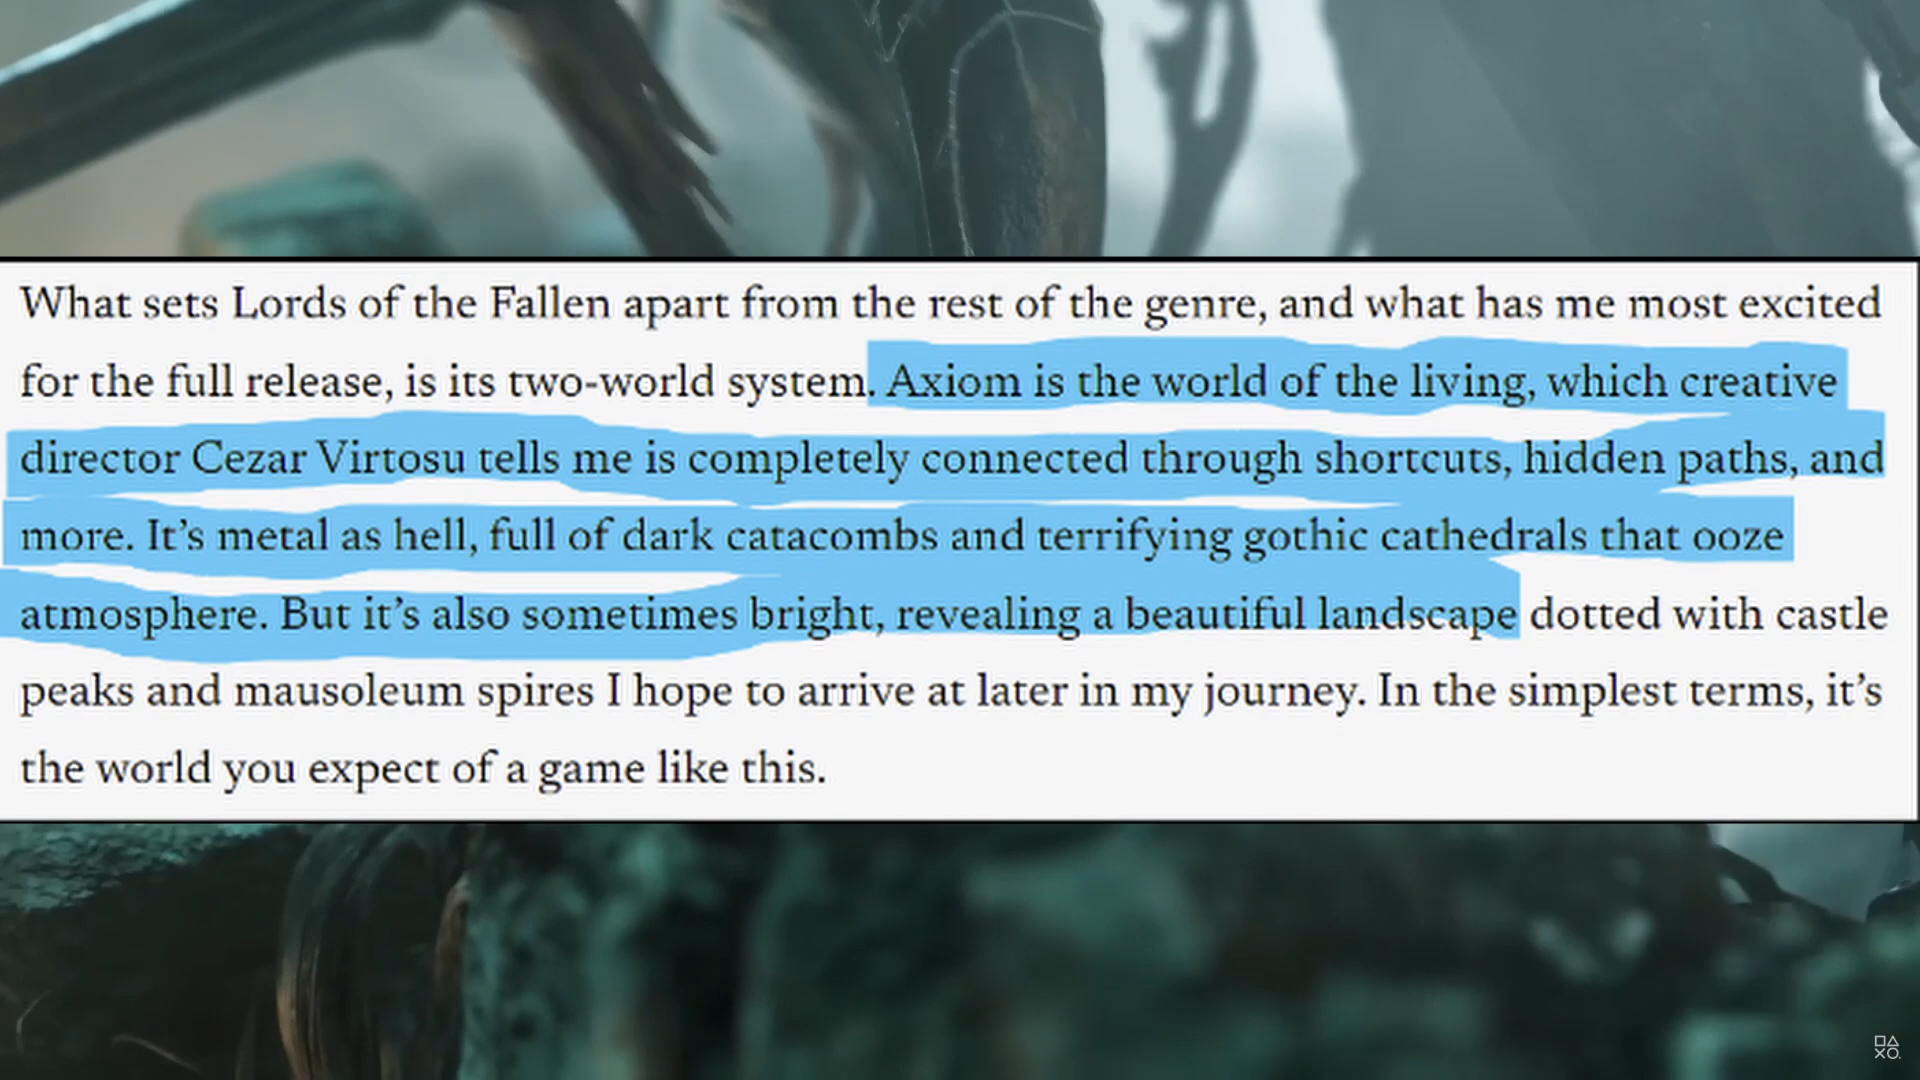 What sets Lords of the Fallen apart from the rest of the genre, and what has me most excited
for the full release, is its two-world system. Axiom is the world of the living, which creative
director Cezar Virtosu tells me is completely connected through shortcuts, hidden paths, and
more. It’s metal as hell, full of dark catacombs and terrifying gothic cathedrals that ooze
atmosphere. But it’s also sometimes bright, revealing a beautiful landscape dotted with castle
peaks and mausoleum spires I hope to arrive at later in my journey. In the simplest terms, it’s
the world you expect of a game like this.